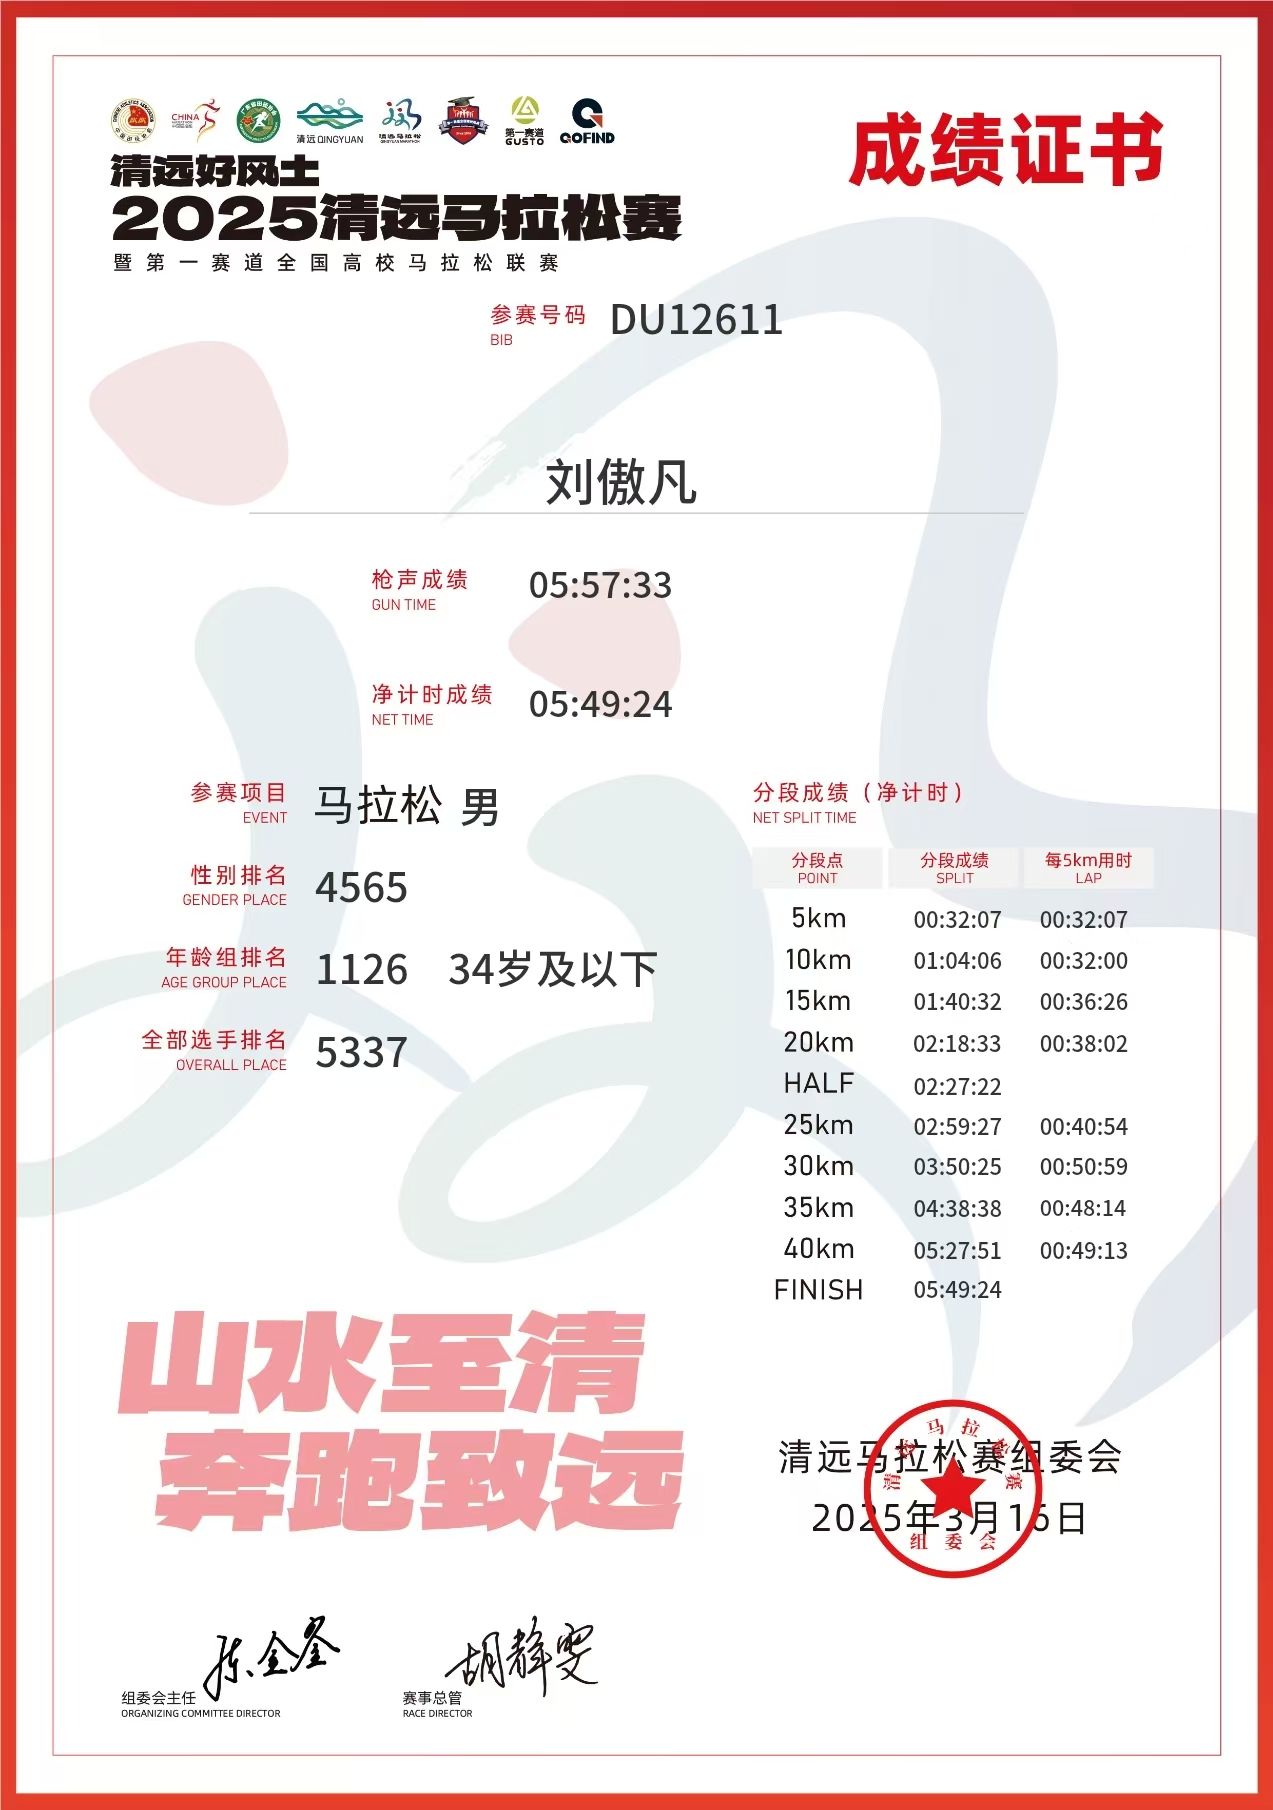 CHINA
清远 QINGYUAN
清远马拉松
QINGYUAN MARATHON
第一赛道
GUSTO
GOFIND
成绩证书
清远好风土
2025清远马拉松赛
暨第一赛道全国高校马拉松联赛
参赛号码 DU12611
BIB
刘傲凡
枪声成绩 05:57:33
GUN TIME
净计时成绩 05:49:24
NET TIME
参赛项目 马拉松 男
EVENT
性别排名 4565
GENDER PLACE
年龄组排名 1126 34岁及以下
AGE GROUP PLACE
全部选手排名 5337
OVERALL PLACE
分段成绩（净计时）
NET SPLIT TIME
分段点 分段成绩 每5km用时
POINT SPLIT LAP
5km 00:32:07 00:32:07
10km 01:04:06 00:32:00
15km 01:40:32 00:36:26
20km 02:18:33 00:38:02
HALF 02:27:22
25km 02:59:27 00:40:54
30km 03:50:25 00:50:59
35km 04:38:38 00:48:14
40km 05:27:51 00:49:13
FINISH 05:49:24
山水至清
奔跑致远
清远马拉松赛组委会
2025年3月16日
清远马拉松赛
组委会
胡静雯
组委会主任
ORGANIZING COMMITTEE DIRECTOR
赛事总管
RACE DIRECTOR